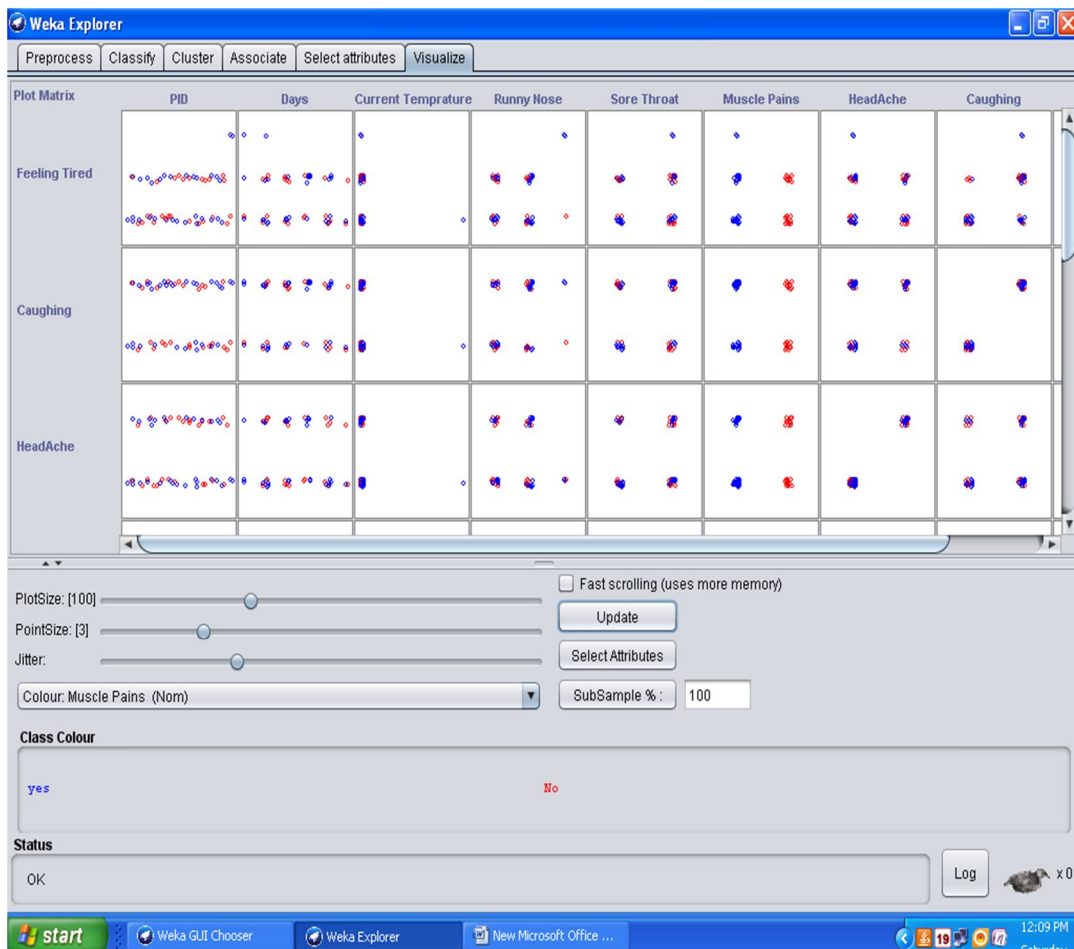 Weka Explorer
Preprocess Classify Cluster Associate Select attributes Visualize
Plot Matrix PID Days Current Temprature Runny Nose Sore Throat Muscle Pains HeadAche Caughing
Feeling Tired
Caughing
HeadAche
Fast scrolling (uses more memory)
PlotSize: [100]
Update
PointSize: [3]
Jitter:
Select Attributes
Colour: Muscle Pains (Nom)
SubSample % : 100
Class Colour
yes No
Status
OK
Log x 0
start Weka GUI Chooser Weka Explorer New Microsoft Office ... 19 12:09 PM
Saturday